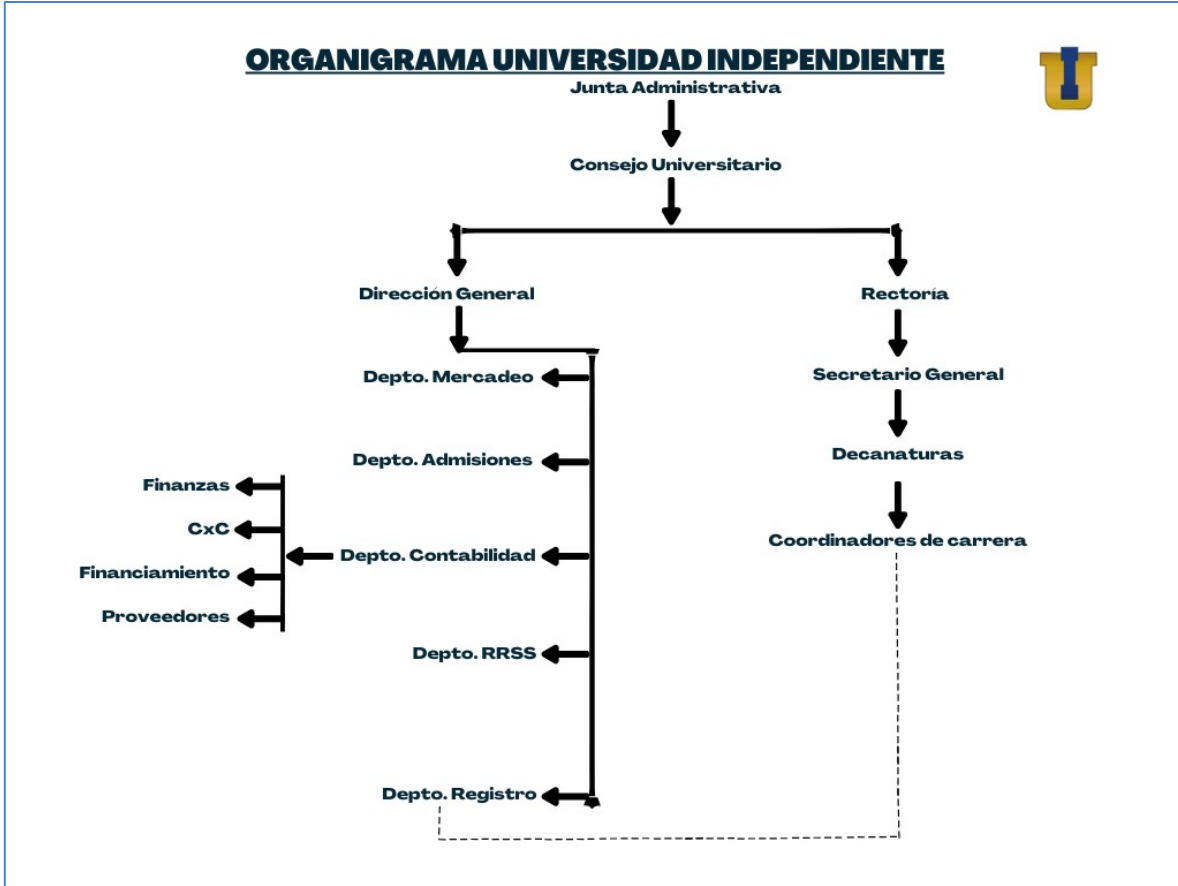 ORGANIGRAMA UNIVERSIDAD INDEPENDIENTE
Junta Administrativa
Consejo Universitario
Dirección General
Rectoría
Depto. Mercadeo
Secretario General
Depto. Admisiones
Decanaturas
Finanzas
CxC
Depto. Contabilidad
Coordinadores de carrera
Financiamiento
Proveedores
Depto. RRSS
Depto. Registro
UI